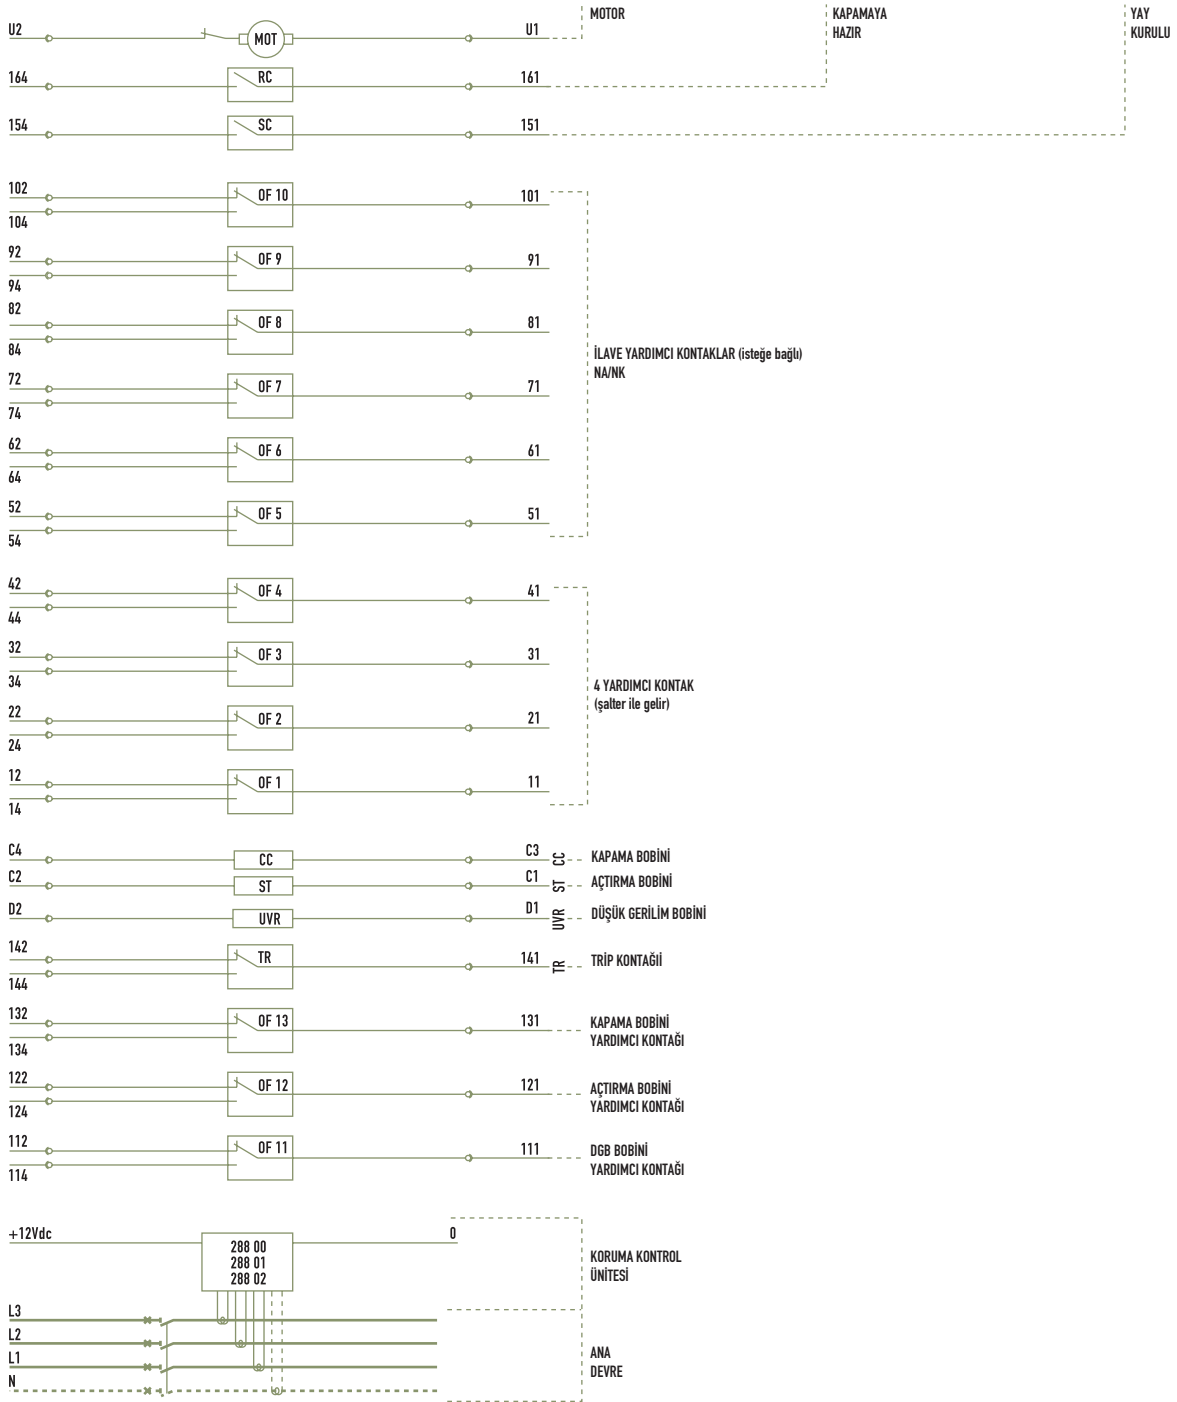 U2 MOT U1 MOTOR KAPAMAYA YAY
HAZIR KURULU
164 RC 161
154 SC 151
102 OF 10 101
104
92 OF 9 91
94
82 OF 8 81
84
İLAVE YARDIMCI KONTAKLAR (isteğe bağlı)
NA/NK
72 OF 7 71
74
62 OF 6 61
64
52 OF 5 51
54
42 OF 4 41
44
32 OF 3 31
34
4 YARDIMCI KONTAK
(şalter ile gelir)
22 OF 2 21
24
12 OF 1 11
14
C4 CC C3 CC KAPAMA BOBİNİ
C2 ST C1 ST AÇTIRMA BOBİNİ
D2 UVR D1 UVR DÜŞÜK GERİLİM BOBİNİ
142 TR 141 TR TRİP KONTAĞIİ
144
132 OF 13 131 KAPAMA BOBİNİ
134 YARDIMCI KONTAĞI
122 OF 12 121 AÇTIRMA BOBİNİ
124 YARDIMCI KONTAĞI
112 OF 11 111 DGB BOBİNİ
114 YARDIMCI KONTAĞI
+12Vdc 0
288 00
288 01
288 02
KORUMA KONTROL
ÜNİTESİ
L3
L2
L1
N
ANA
DEVRE